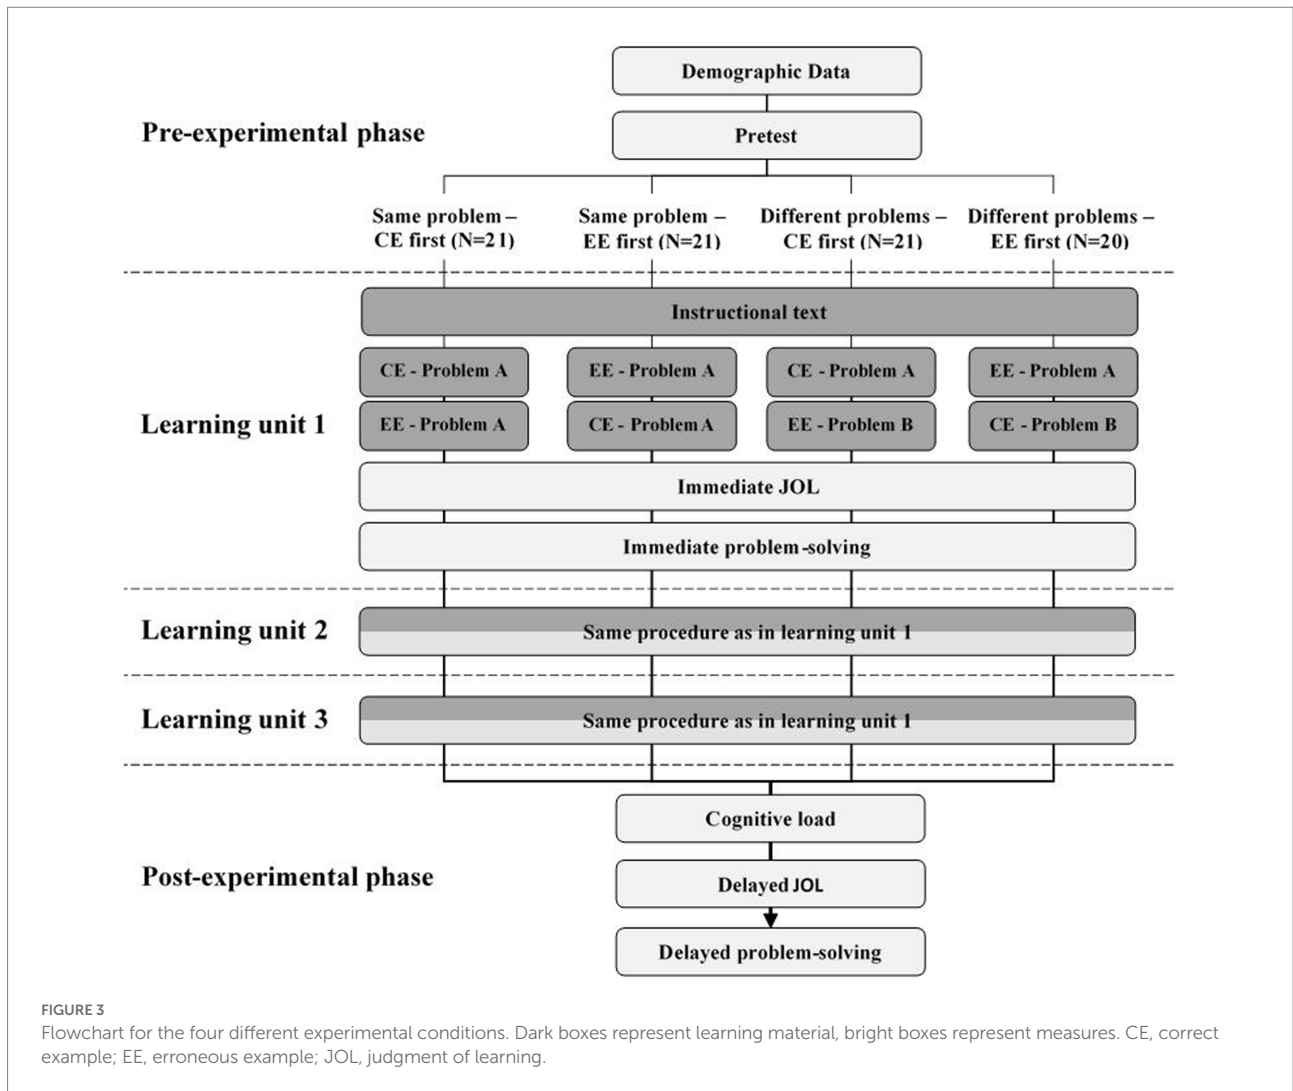 Demographic Data
Pre-experimental phase
Pretest
Same problem –
CE first (N=21)
Same problem –
EE first (N=21)
Different problems –
CE first (N=21)
Different problems –
EE first (N=20)
Instructional text
CE - Problem A
EE - Problem A
CE - Problem A
EE - Problem A
Learning unit 1
EE - Problem A
CE - Problem A
EE - Problem B
CE - Problem B
Immediate JOL
Immediate problem-solving
Learning unit 2
Same procedure as in learning unit 1
Learning unit 3
Same procedure as in learning unit 1
Cognitive load
Post-experimental phase
Delayed JOL
Delayed problem-solving
FIGURE 3
Flowchart for the four different experimental conditions. Dark boxes represent learning material, bright boxes represent measures. CE, correct
example; EE, erroneous example; JOL, judgment of learning.